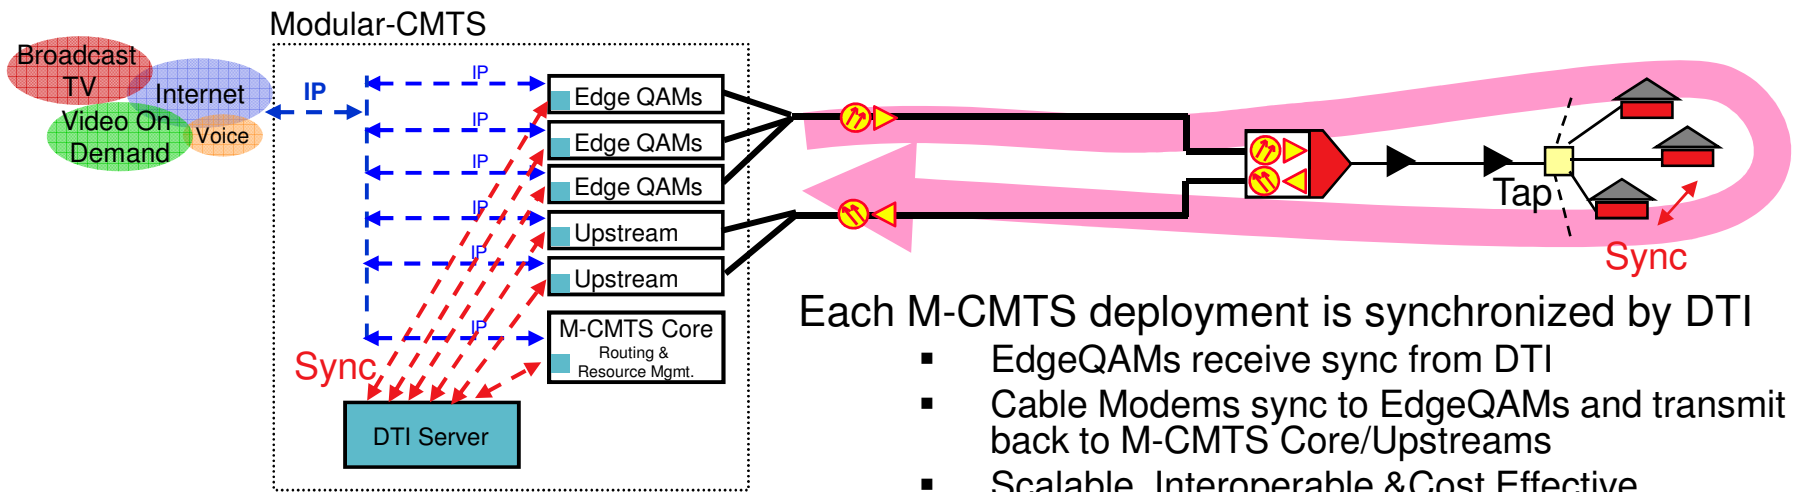 Modular-CMTS
Broadcast
TV
Internet
Video On
Demand
Voice
IP
IP
IP
IP
IP
IP
IP
Edge QAMs
Edge QAMs
Edge QAMs
Upstream
Upstream
M-CMTS Core
Routing &
Resource Mgmt.
Sync
DTI Server
Tap
Sync
Each M-CMTS deployment is synchronized by DTI
▪ EdgeQAMs receive sync from DTI
▪ Cable Modems sync to EdgeQAMs and transmit
back to M-CMTS Core/Upstreams
▪ Scalable, Interoperable &Cost Effective